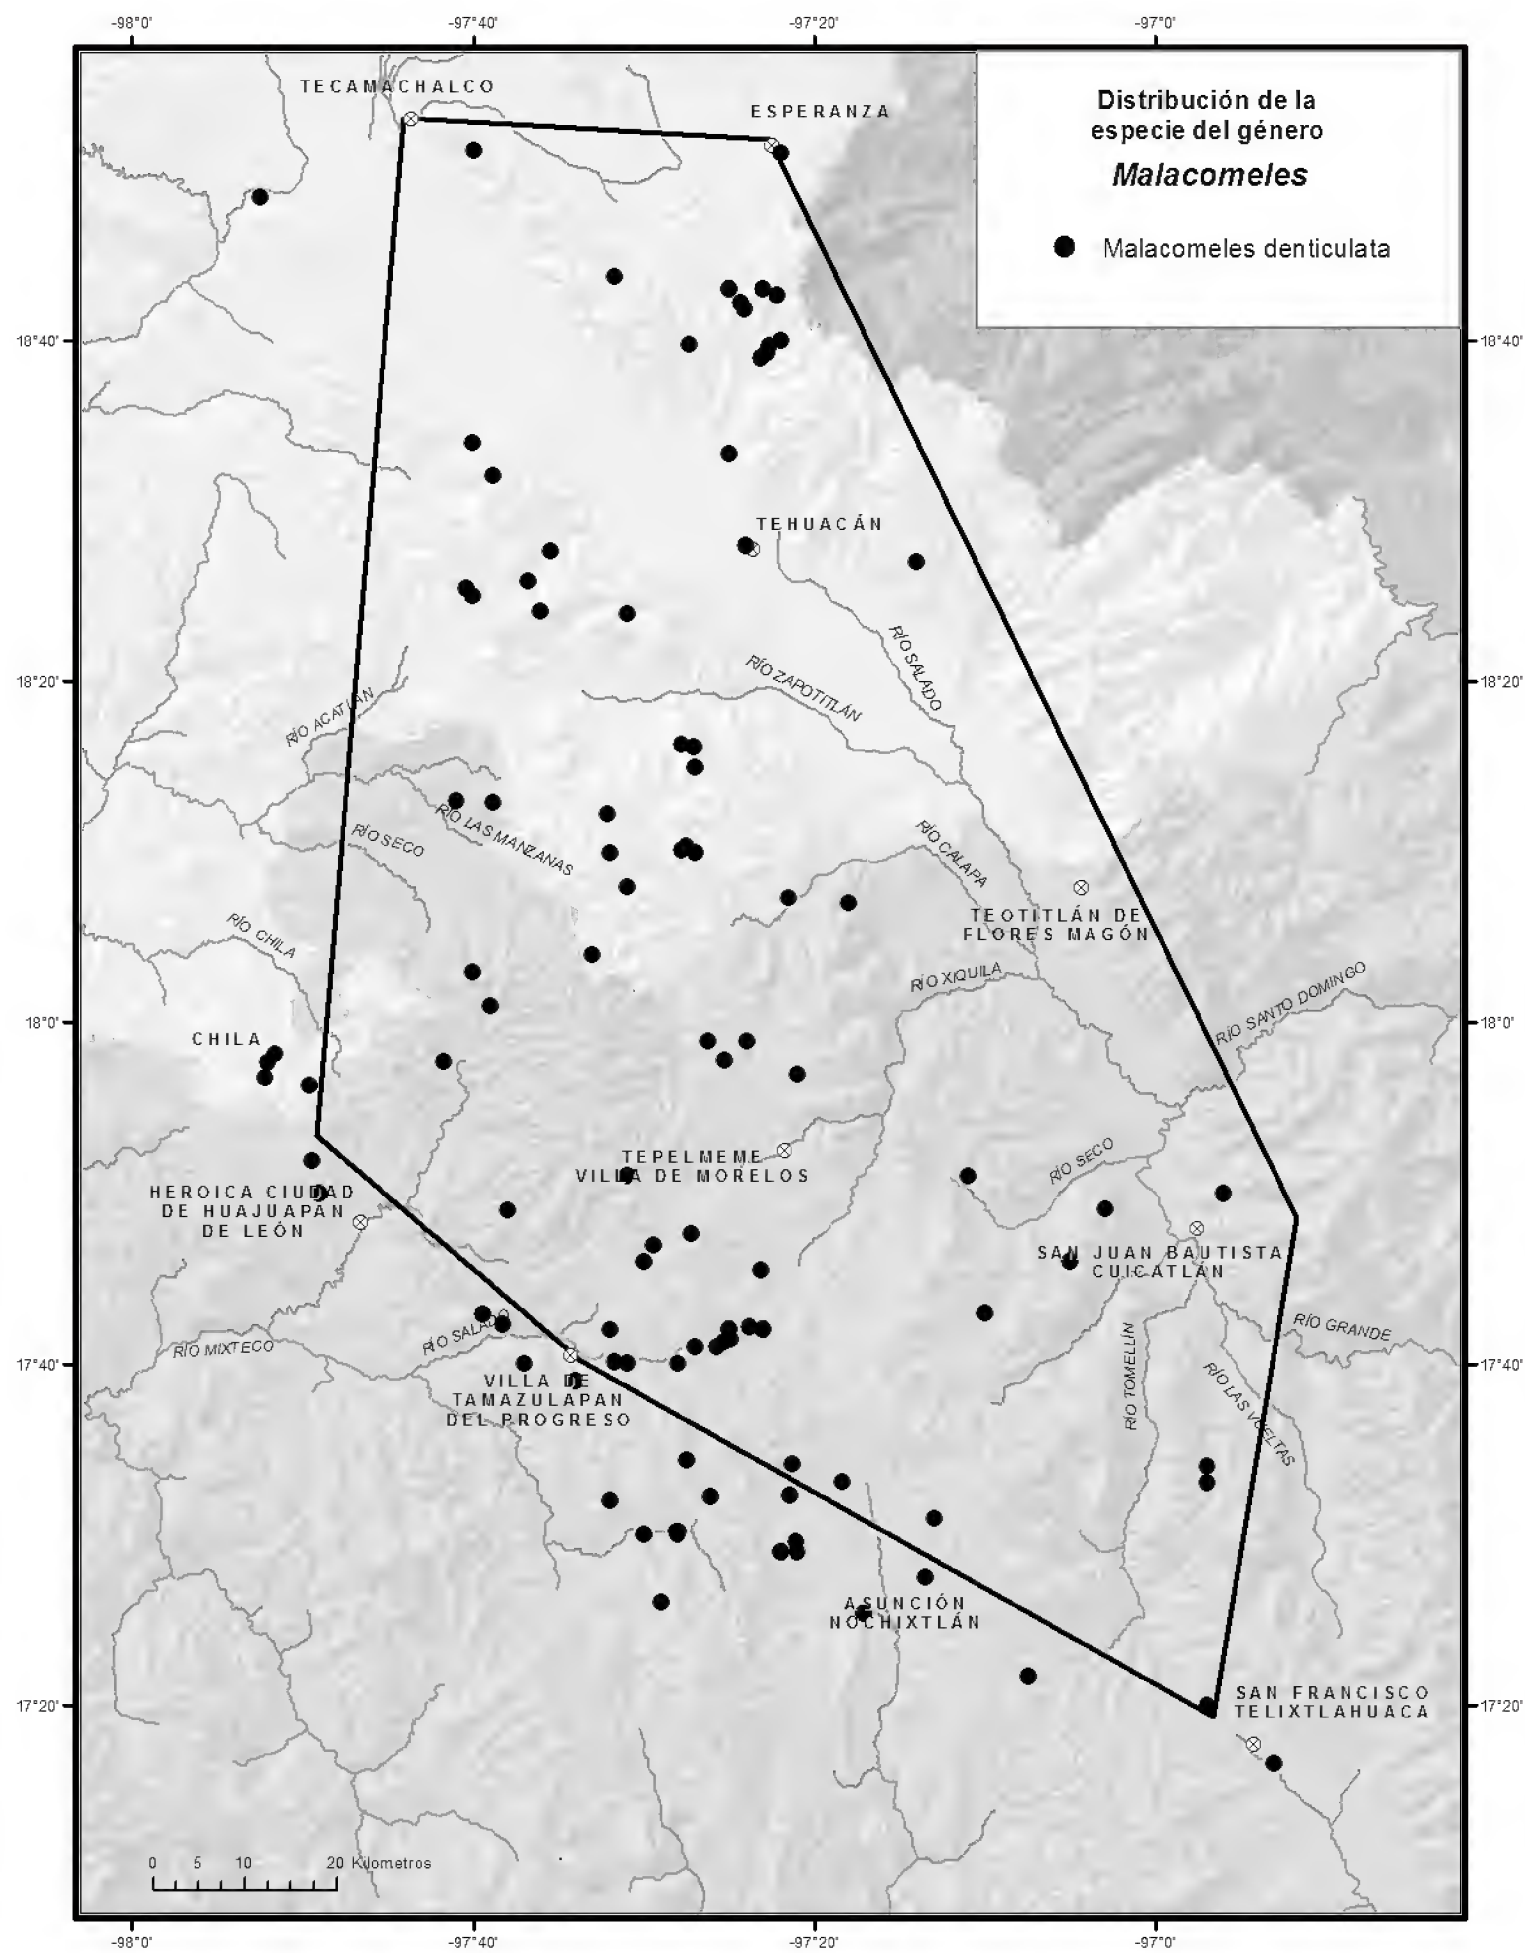 -98°0'
-97°40'
-97°20'
-97°0'
TECAMACHALCO
ESPERANZA
Distribución de la
especie del género
Malacomeles
Malacomeles denticulata
18°40'
18°40'
TEHUACÁN
RÍO SALADO
RÍO ZAPOTITLÁN
18°20'
18°20'
RÍO ACATLÁN
RÍO LAS MANZANAS
RÍO SECO
RÍO CALAPA
TEOTITLÁN DE
FLORES MAGÓN
RÍO CHILA
RÍO XIQUILA
RÍO SANTO DOMINGO
18°0'
18°0'
CHILA
TEPELMEME
VILLA DE MORELOS
RÍO SECO
HEROICA CIUDAD
DE HUAJUAPAN
DE LEÓN
SAN JUAN BAUTISTA
CUICATLÁN
RÍO SALADO
RÍO MIXTECO
RÍO GRANDE
17°40'
17°40'
RÍO TOMELLÍN
RÍO LAS VUELTAS
VILLA DE
TAMAZULAPAN
DEL PROGRESO
ASUNCIÓN
NOCHIXTLÁN
17°20'
17°20'
SAN FRANCISCO
TELIXTLAHUACA
0 5 10 20 Kilometros
-98°0'
-97°40'
-97°20'
-97°0'